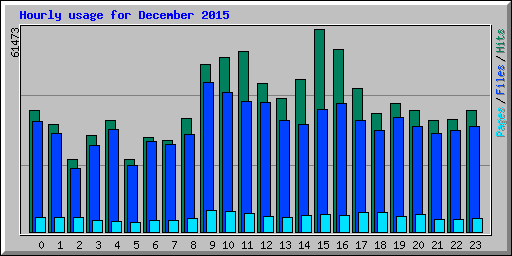 Hourly usage for December 2015
61473
Pages / Files / Hits
0 1 2 3 4 5 6 7 8 9 10 11 12 13 14 15 16 17 18 19 20 21 22 23